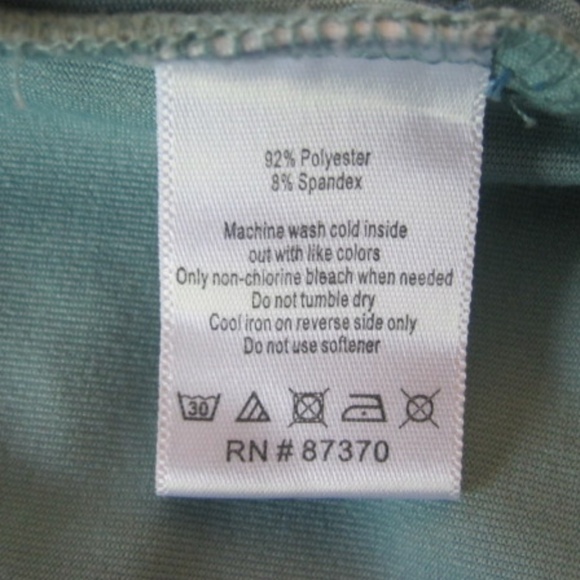 92% Polyester
8% Spandex
Machine wash cold inside
out with like colors
Only non-chlorine bleach when needed
Do not tumble dry
Cool iron on reverse side only
Do not use softener
30
RN # 87370